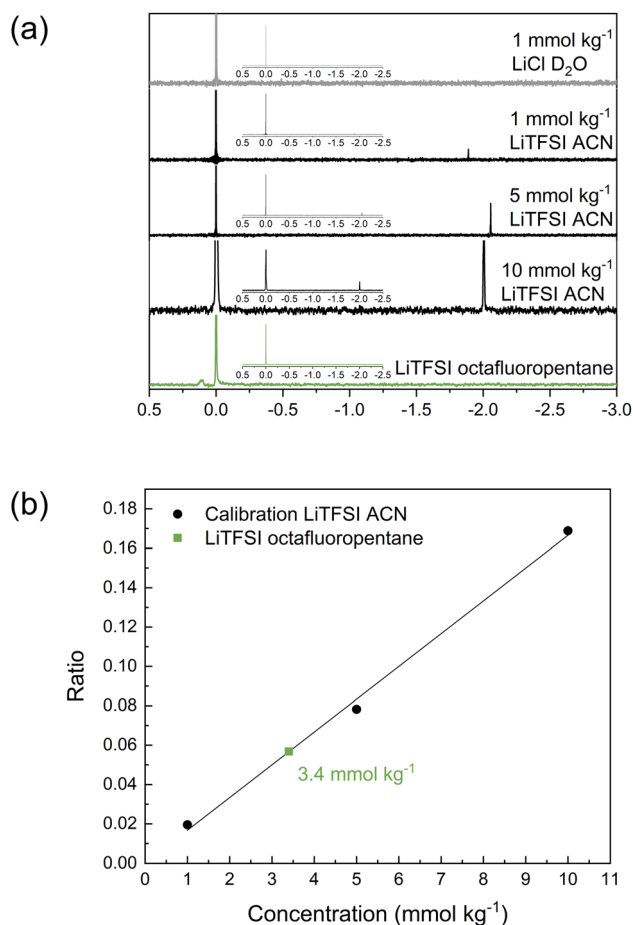 (a)
1 mmol kg⁻¹
LiCl D₂O
0.5 0.0 -0.5 -1.0 -1.5 -2.0 -2.5
1 mmol kg⁻¹
LiTFSI ACN
0.5 0.0 -0.5 -1.0 -1.5 -2.0 -2.5
5 mmol kg⁻¹
LiTFSI ACN
0.5 0.0 -0.5 -1.0 -1.5 -2.0 -2.5
10 mmol kg⁻¹
LiTFSI ACN
0.5 0.0 -0.5 -1.0 -1.5 -2.0 -2.5
LiTFSI octafluoropentane
0.5 0.0 -0.5 -1.0 -1.5 -2.0 -2.5
0.5 0.0 -0.5 -1.0 -1.5 -2.0 -2.5 -3.0
(b)
0.18
Calibration LiTFSI ACN
LiTFSI octafluoropentane
0.16
0.14
0.12
0.10
Ratio
0.08
0.06
3.4 mmol kg⁻¹
0.04
0.02
0.00
0 1 2 3 4 5 6 7 8 9 10 11
Concentration (mmol kg⁻¹)